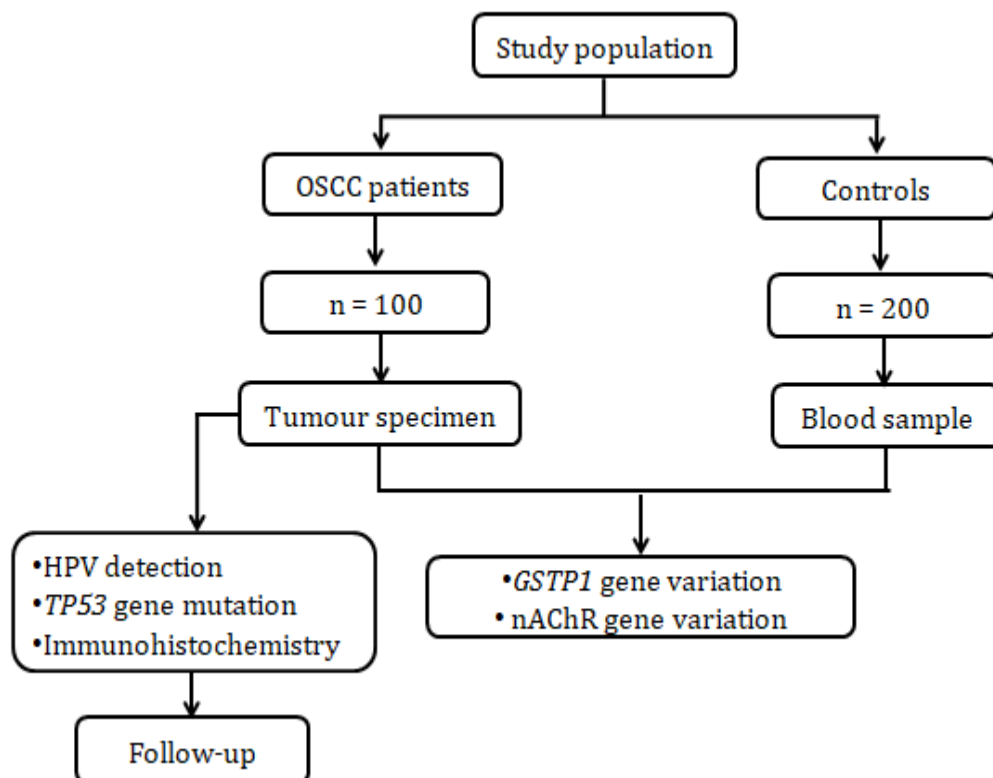 Study population
OSCC patients
Controls
n = 100
n = 200
Tumour specimen
Blood sample
•HPV detection
•TP53 gene mutation
•Immunohistochemistry
•GSTP1 gene variation
•nAChR gene variation
Follow-up